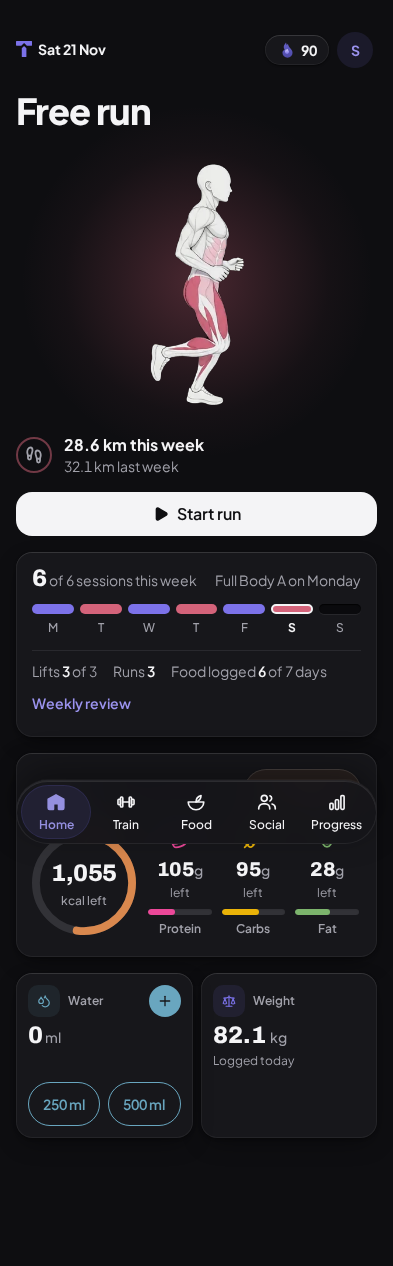 Sat 21 Nov
90
S
Free run
28.6 km this week
32.1 km last week
Start run
6 of 6 sessions this week Full Body A on Monday
M T W T F S S
Lifts 3 of 3 Runs 3 Food logged 6 of 7 days
Weekly review
Home Train Food Social Progress
1,055
kcal left
105g
left
Protein
95g
left
Carbs
28g
left
Fat
Water
0 ml
250 ml 500 ml
Weight
82.1 kg
Logged today